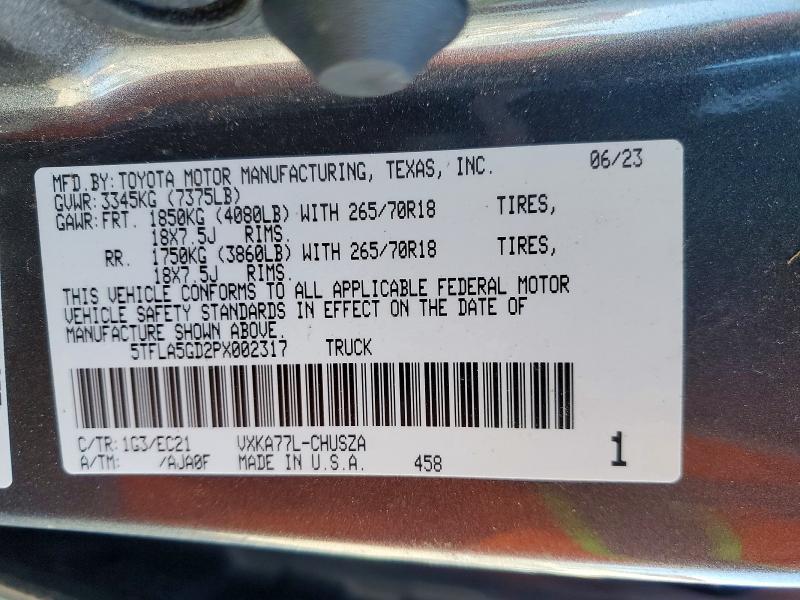 MFD.BY:TOYOTA MOTOR MANUFACTURING, TEXAS, INC. 06/23
GVWR:3345KG (7375LB)
GAWR:FRT. 1850KG (4080LB) WITH 265/70R18 TIRES,
18X7.5J RIMS.
RR. 1750KG (3860LB) WITH 265/70R18 TIRES,
18X7.5J RIMS.
THIS VEHICLE CONFORMS TO ALL APPLICABLE FEDERAL MOTOR
VEHICLE SAFETY STANDARDS IN EFFECT ON THE DATE OF
MANUFACTURE SHOWN ABOVE.
5TFLA5GD2PX002317 TRUCK
C/TR:1G3/EC21 VXKA77L-CHUSZA
A/TM: /AJA0F MADE IN U.S.A. 458 1